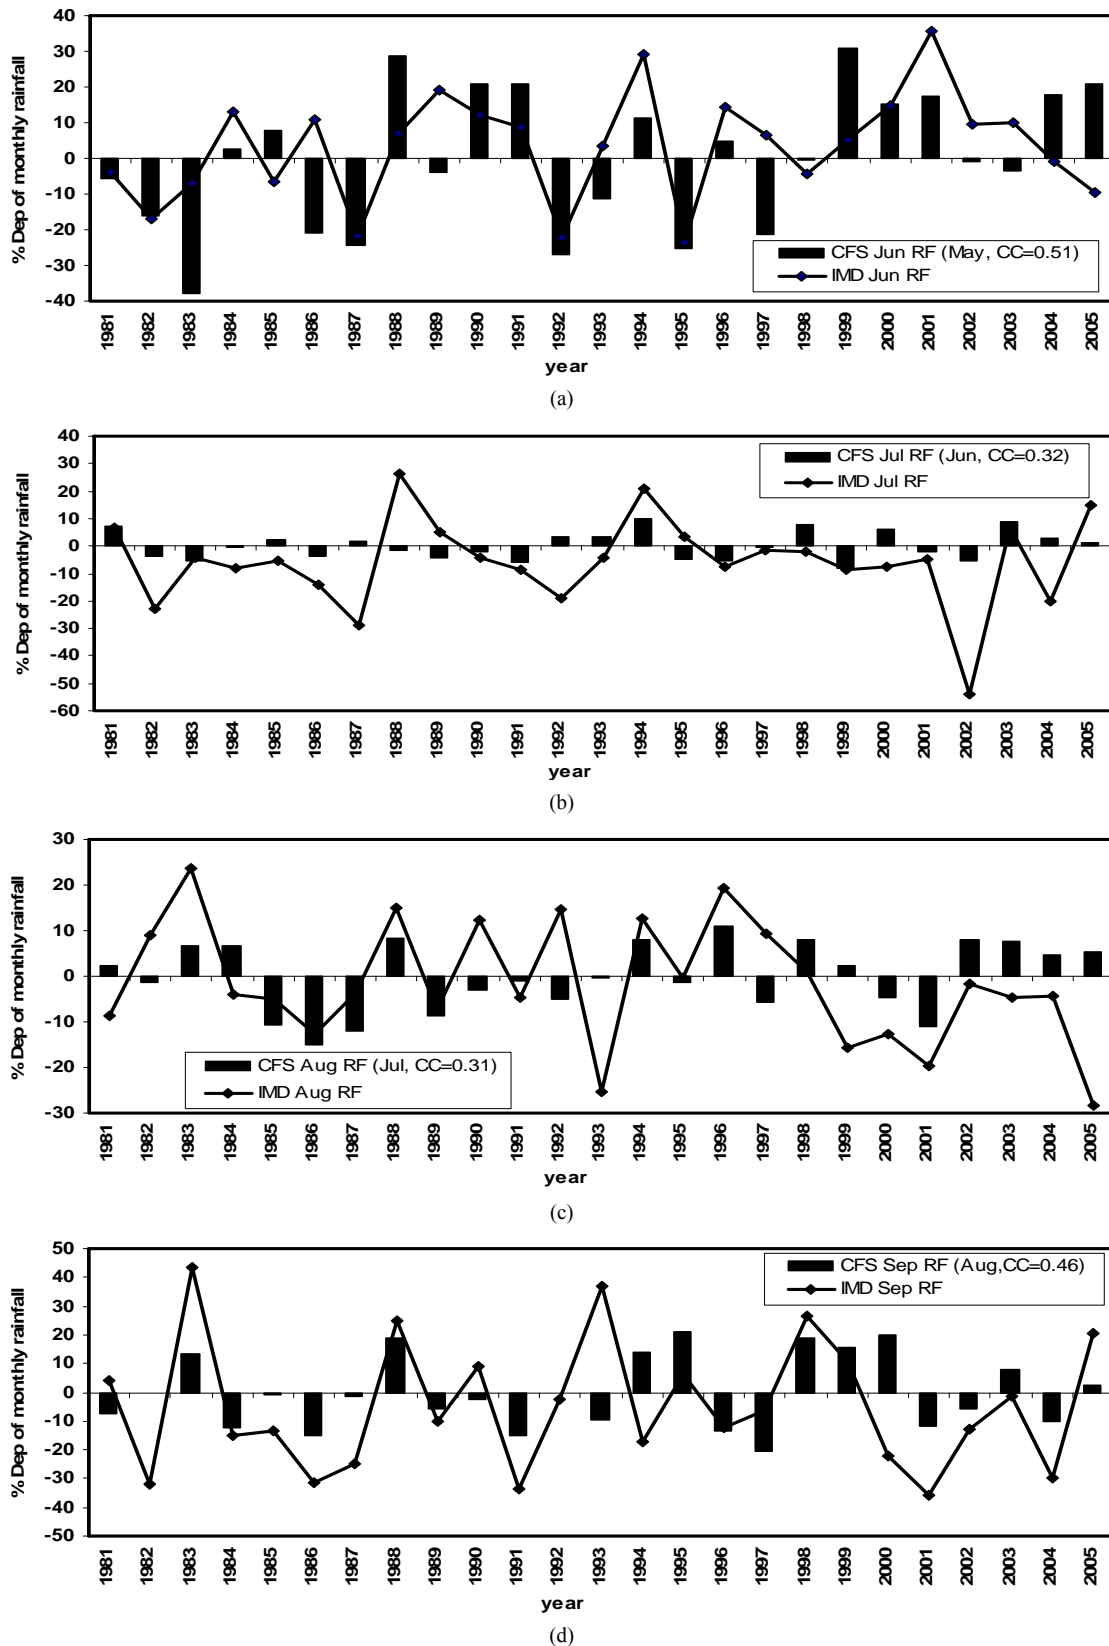 40
30
20
10
0
-10
-20
-30
-40
% Dep of monthly rainfall
CFS Jun RF (May, CC=0.51)
IMD Jun RF
1981 1982 1983 1984 1985 1986 1987 1988 1989 1990 1991 1992 1993 1994 1995 1996 1997 1998 1999 2000 2001 2002 2003 2004 2005
year
(a)
40
30
20
10
0
-10
-20
-30
-40
-50
-60
% Dep of monthly rainfall
CFS Jul RF (Jun, CC=0.32)
IMD Jul RF
1981 1982 1983 1984 1985 1986 1987 1988 1989 1990 1991 1992 1993 1994 1995 1996 1997 1998 1999 2000 2001 2002 2003 2004 2005
year
(b)
30
20
10
0
-10
-20
-30
% Dep of monthly rainfall
CFS Aug RF (Jul, CC=0.31)
IMD Aug RF
1981 1982 1983 1984 1985 1986 1987 1988 1989 1990 1991 1992 1993 1994 1995 1996 1997 1998 1999 2000 2001 2002 2003 2004 2005
year
(c)
50
40
30
20
10
0
-10
-20
-30
-40
-50
% Dep of monthly rainfall
CFS Sep RF (Aug,CC=0.46)
IMD Sep RF
1981 1982 1983 1984 1985 1986 1987 1988 1989 1990 1991 1992 1993 1994 1995 1996 1997 1998 1999 2000 2001 2002 2003 2004 2005
year
(d)